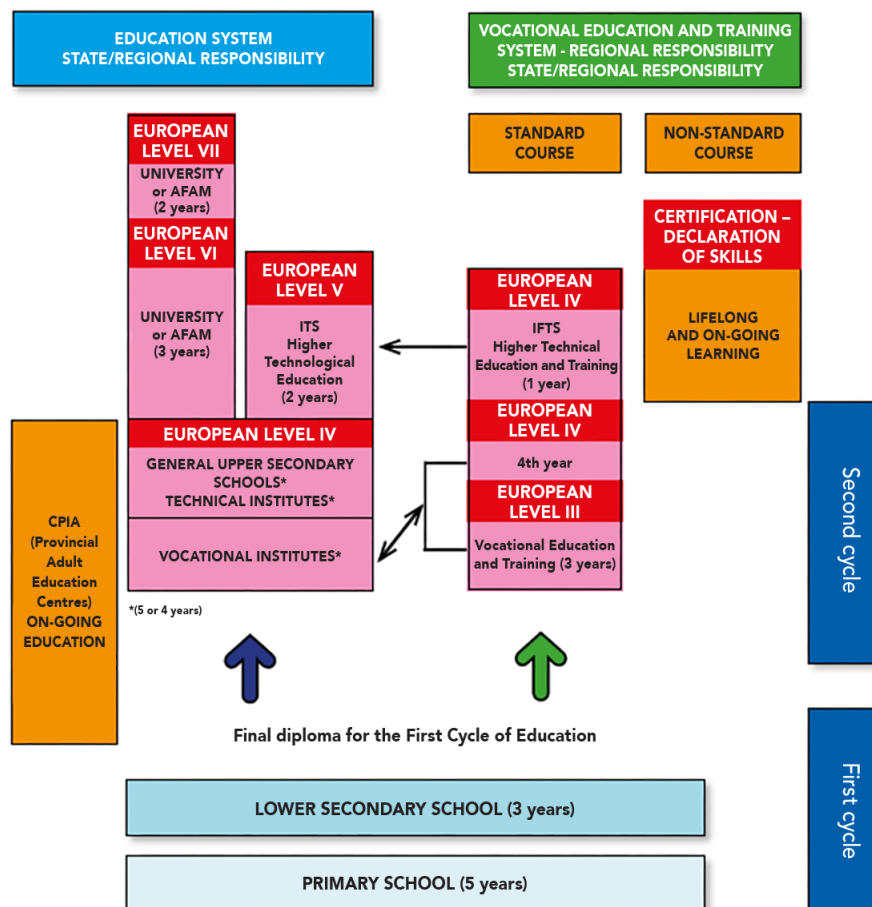 EDUCATION SYSTEM
STATE/REGIONAL RESPONSIBILITY
VOCATIONAL EDUCATION AND TRAINING
SYSTEM - REGIONAL RESPONSIBILITY
STATE/REGIONAL RESPONSIBILITY
STANDARD
COURSE
NON-STANDARD
COURSE
EUROPEAN
LEVEL VII
UNIVERSITY
or AFAM
(2 years)
EUROPEAN
LEVEL VI
UNIVERSITY
or AFAM
(3 years)
EUROPEAN
LEVEL V
ITS
Higher
Technological
Education
(2 years)
EUROPEAN
LEVEL IV
IFTS
Higher Technical
Education and Training
(1 year)
CERTIFICATION –
DECLARATION
OF SKILLS
LIFELONG
AND ON-GOING
LEARNING
EUROPEAN LEVEL IV
GENERAL UPPER SECONDARY
SCHOOLS*
TECHNICAL INSTITUTES*
VOCATIONAL INSTITUTES*
*(5 or 4 years)
EUROPEAN
LEVEL IV
4th year
EUROPEAN
LEVEL III
Vocational Education
and Training (3 years)
CPIA
(Provincial
Adult
Education
Centres)
ON-GOING
EDUCATION
Second cycle
Final diploma for the First Cycle of Education
First cycle
LOWER SECONDARY SCHOOL (3 years)
PRIMARY SCHOOL (5 years)